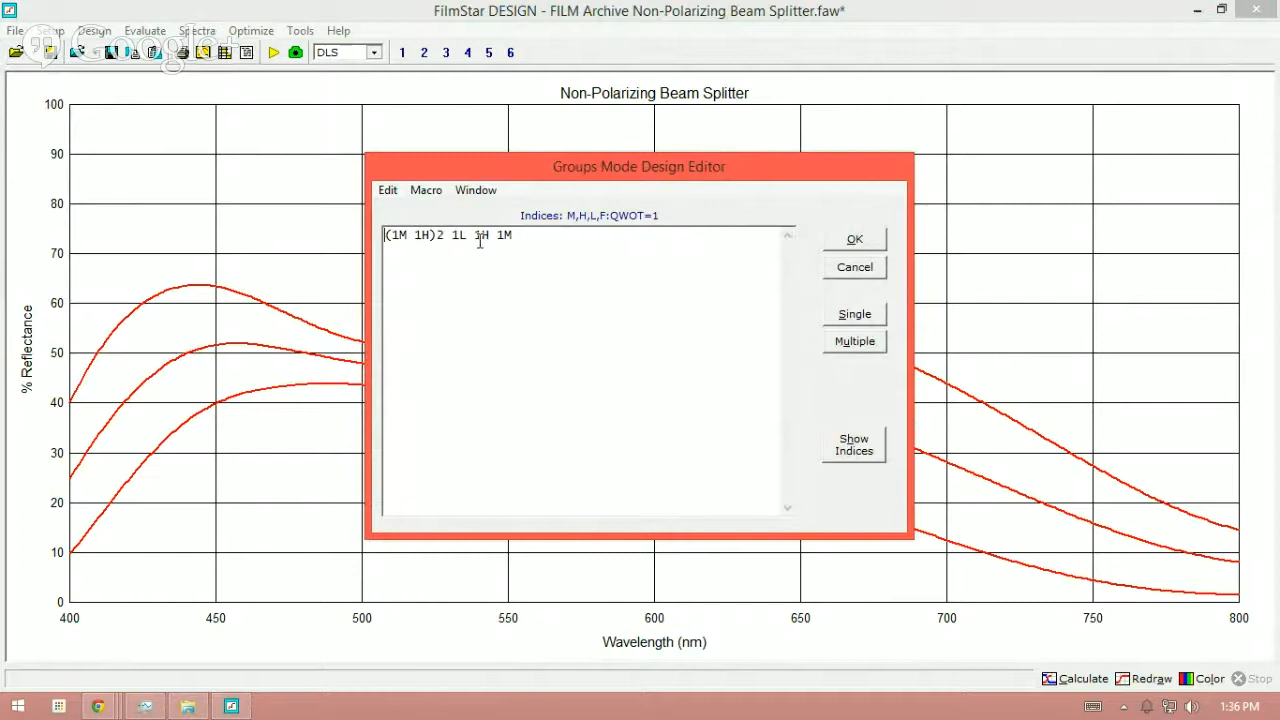 FilmStar DESIGN - FILM Archive Non-Polarizing Beam Splitter.faw*
File Setup Design Evaluate Spectra Optimize Tools Help
Google+
DLS 1 2 3 4 5 6
Non-Polarizing Beam Splitter
100
90
80
70
60
50
40
30
20
10
0
% Reflectance
400 450 500 550 600 650 700 750 800
Wavelength (nm)
Groups Mode Design Editor
Edit Macro Window
Indices: M,H,L,F:QWOT=1
(1M 1H)2 1L 1H 1M
OK
Cancel
Single
Multiple
Show
Indices
Calculate Redraw Color Stop
1:36 PM